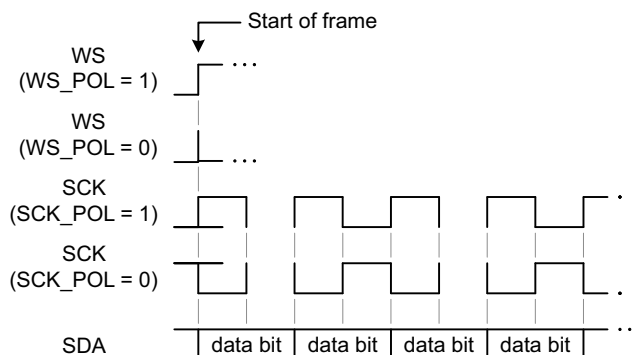 Start of frame
WS
(WS_POL = 1)
WS
(WS_POL = 0)
SCK
(SCK_POL = 1)
SCK
(SCK_POL = 0)
SDA data bit data bit data bit data bit